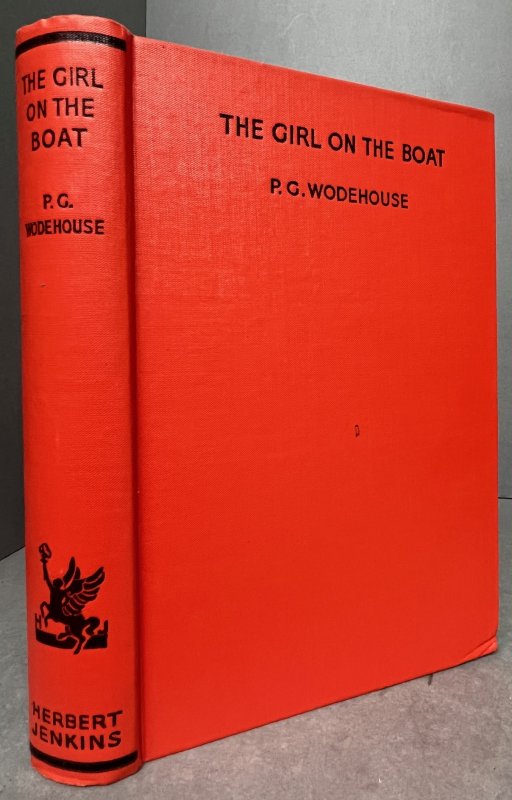 THE GIRL
ON THE
BOAT
P. G.
WODEHOUSE
HERBERT
JENKINS
THE GIRL ON THE BOAT
P. G. WODEHOUSE